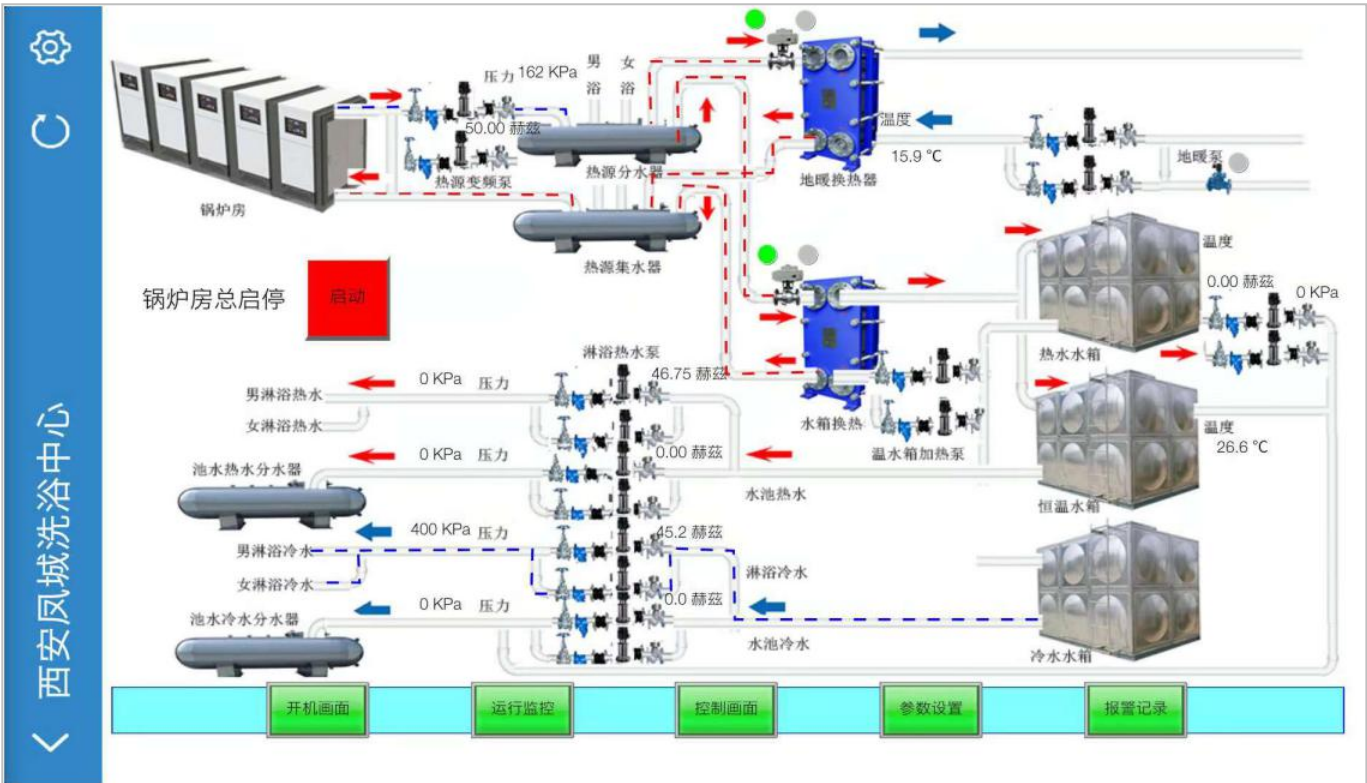 西安凤城洗浴中心
压力 162 KPa
男浴
女浴
50.00 赫兹
热源变频泵
热源分水器
锅炉房
热源集水器
温度
15.9 ℃
地暖换热器
地暖泵
锅炉房总启停
启动
温度
0.00 赫兹
0 KPa
热水水箱
淋浴热水泵
0 KPa 压力
46.75 赫兹
男淋浴热水
女淋浴热水
水箱换热
温水箱加热泵
温度
26.6 ℃
0 KPa 压力
0.00 赫兹
池水热水分水器
水池热水
恒温水箱
400 KPa 压力
45.2 赫兹
男淋浴冷水
淋浴冷水
女淋浴冷水
0 KPa 压力
0.0 赫兹
池水冷水分水器
水池冷水
冷水水箱
开机画面
运行监控
控制画面
参数设置
报警记录